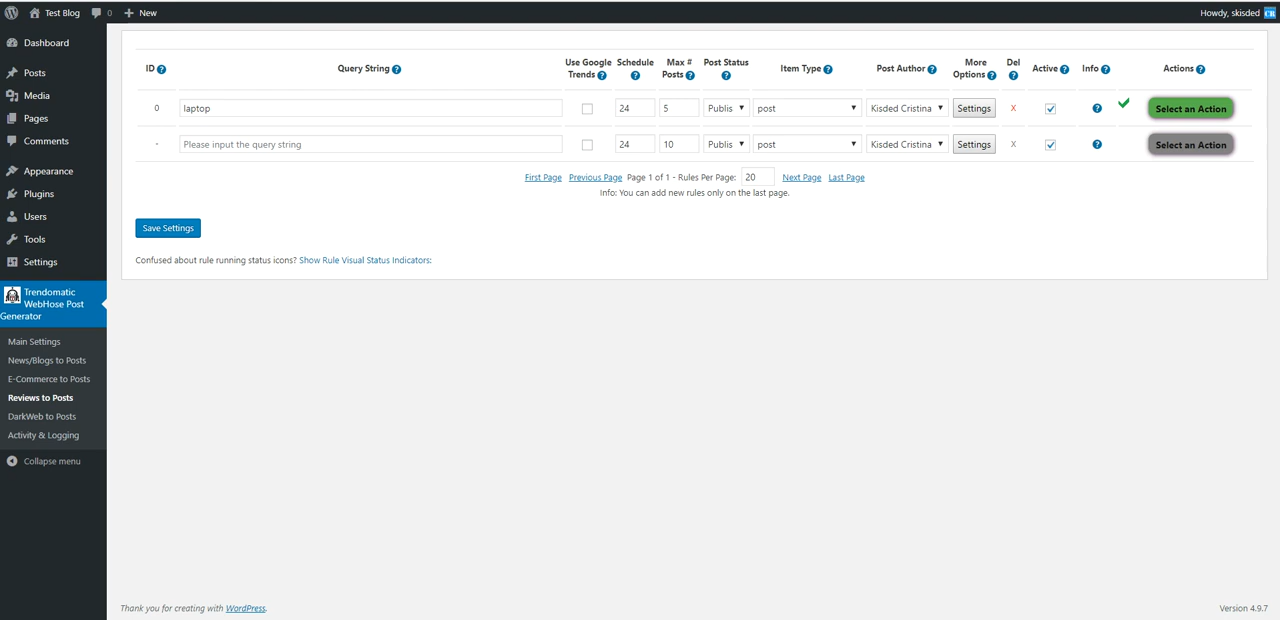 Test Blog 0 New Howdy, skisded CR
Dashboard
Posts
Media
Pages
Comments
Appearance
Plugins
Users
Tools
Settings
Trendomatic
WebHose Post
Generator
Main Settings
News/Blogs to Posts
E-Commerce to Posts
Reviews to Posts
DarkWeb to Posts
Activity & Logging
Collapse menu
ID Query String Use Google Trends Schedule Max # Posts Post Status Item Type Post Author More Options Del Active Info Actions
0 laptop 24 5 Publis post Kisded Cristina Settings X Select an Action
- Please input the query string 24 10 Publis post Kisded Cristina Settings X Select an Action
First Page Previous Page Page 1 of 1 - Rules Per Page: 20 Next Page Last Page
Info: You can add new rules only on the last page.
Save Settings
Confused about rule running status icons? Show Rule Visual Status Indicators:
Thank you for creating with WordPress. Version 4.9.7